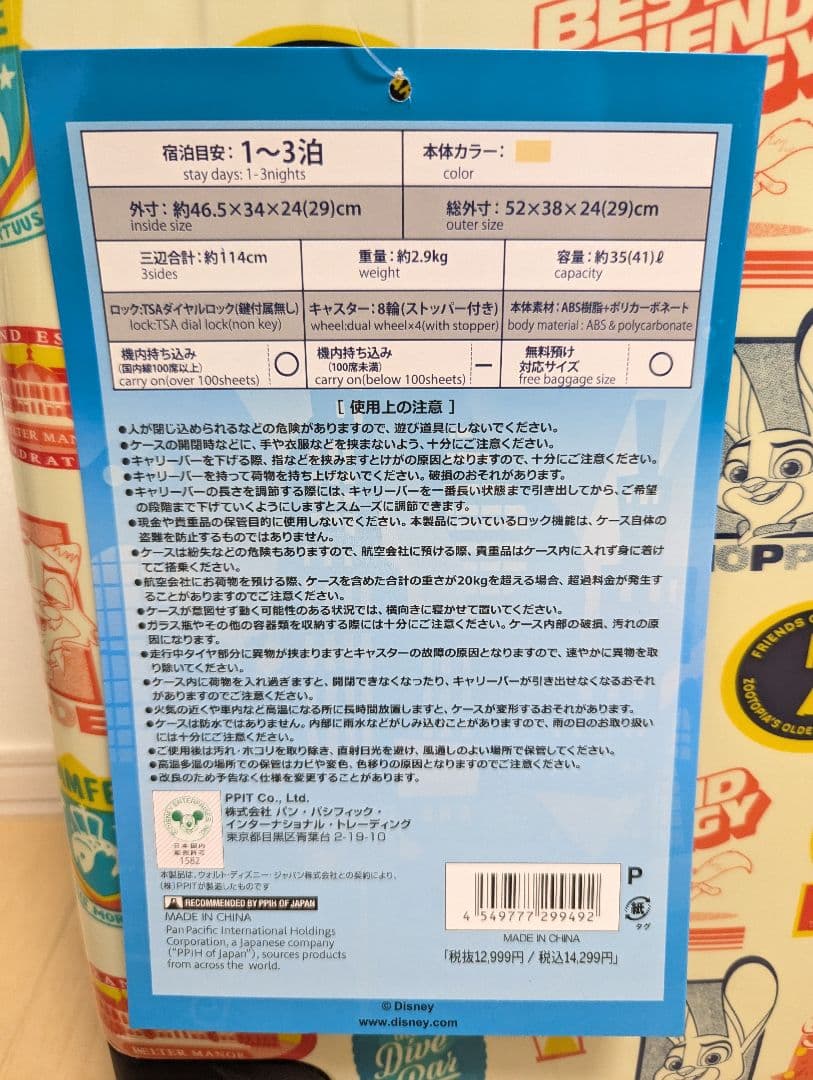 BEST
FRIEND
宿泊目安：1～3泊
stay days: 1-3nights
本体カラー：
color
外寸：約46.5×34×24(29)cm
inside size
総外寸：52×38×24(29)cm
outer size
三辺合計：約114cm
3sides
重量：約2.9kg
weight
容量：約35(41)ℓ
capacity
ロック:TSAダイヤルロック(鍵付属無し)
lock:TSA dial lock(non key)
キャスター：8輪(ストッパー付き)
wheel:dual wheel×4(with stopper)
本体素材：ABS樹脂+ポリカーボネート
body material : ABS & polycarbonate
機内持ち込み
(国内線100席以上)
carry on(over 100sheets)
○
機内持ち込み
(100席未満)
carry on(below 100sheets)
ー
無料預け
対応サイズ
free baggage size
○
[ 使用上の注意 ]
●人が閉じ込められるなどの危険がありますので、遊び道具にしないでください。
●ケースの開閉時などに、手や衣服などを挟まないよう、十分にご注意ください。
●キャリーバーを下げる際、指などを挟みますとけがの原因となりますので、十分にご注意ください。
●キャリーバーを持って荷物を持ち上げないでください。破損のおそれがあります。
●キャリーバーの長さを調節する際には、キャリーバーを一番長い状態まで引き出してから、ご希望
の段階まで下げていくようにしますとスムーズに調節できます。
●現金や貴重品の保管目的に使用しないでください。本製品についているロック機能は、ケース自体の
盗難を防止するものではありません。
●ケースは紛失などの危険もありますので、航空会社に預ける際、貴重品はケース内に入れず身に着け
てご搭乗ください。
●航空会社にお荷物を預ける際、ケースを含めた合計の重さが20kgを超える場合、超過料金が発生す
ることがありますのでご注意ください。
●ケースが意図せず動く可能性のある状況では、横向きに寝かせて置いてください。
●ガラス瓶やその他の容器類を収納する際には十分にご注意ください。ケース内部の破損、汚れの原
因になります。
●走行中タイヤ部分に異物が挟まりますとキャスターの故障の原因となりますので、速やかに異物を取
り除いてください。
●ケース内に荷物を入れ過ぎますと、開閉できなくなったり、キャリーバーが引き出せなくなるおそれ
がありますのでご注意ください。
●火気の近くや車内など高温になる所に長時間放置しますと、ケースが変形するおそれがあります。
●ケースは防水ではありません。内部に雨水などがしみ込むことがありますので、雨の日のお取り扱い
には十分ご注意ください。
●ご使用後は汚れ・ホコリを取り除き、直射日光を避け、風通しのよい場所で保管してください。
●高温多湿の場所での保管はカビや変色、色移りの原因となりますのでご注意ください。
●改良のため予告なく仕様を変更することがあります。
日本国内
販売許可
1582
PPIT Co., Ltd.
株式会社 パン・パシフィック・
インターナショナル・トレーディング
東京都目黒区青葉台 2-19-10
本製品は、ウォルト・ディズニー・ジャパン株式会社との契約により、
(株)PPITが製造したものです
RECOMMENDED BY PPIH OF JAPAN
MADE IN CHINA
Pan Pacific International Holdings
Corporation, a Japanese company
("PPIH of Japan"), sources products
from across the world.
4 549777 299492
P
紙
タグ
MADE IN CHINA
「税抜12,999円 / 税込14,299円」
© Disney
www.disney.com
FRIENDS
ZOOTOPIA'S OLDE
HOPP
Dive
Bar